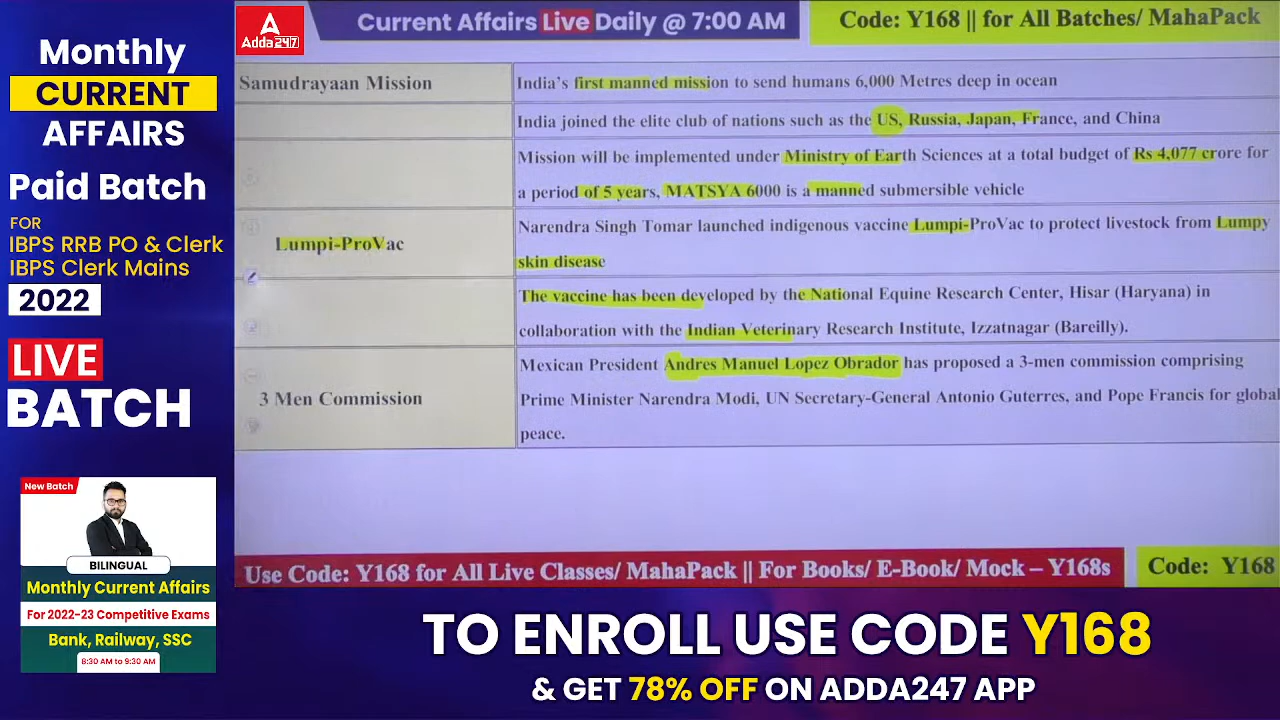 Monthly
CURRENT
AFFAIRS
Paid Batch
FOR
IBPS RRB PO & Clerk
IBPS Clerk Mains
2022
LIVE
BATCH
New Batch
BILINGUAL
Monthly Current Affairs
For 2022-23 Competitive Exams
Bank, Railway, SSC
8:30 AM to 9:30 AM
A
Adda247
Current Affairs Live Daily @ 7:00 AM
Code: Y168 || for All Batches/ MahaPack
Samudrayaan Mission
India's first manned mission to send humans 6,000 Metres deep in ocean
India joined the elite club of nations such as the US, Russia, Japan, France, and China
Mission will be implemented under Ministry of Earth Sciences at a total budget of Rs 4,077 crore for
a period of 5 years, MATSYA 6000 is a manned submersible vehicle
Lumpi-ProVac
Narendra Singh Tomar launched indigenous vaccine Lumpi-ProVac to protect livestock from Lumpy
skin disease
The vaccine has been developed by the National Equine Research Center, Hisar (Haryana) in
collaboration with the Indian Veterinary Research Institute, Izzatnagar (Bareilly).
3 Men Commission
Mexican President Andres Manuel Lopez Obrador has proposed a 3-men commission comprising
Prime Minister Narendra Modi, UN Secretary-General Antonio Guterres, and Pope Francis for global
peace.
Use Code: Y168 for All Live Classes/ MahaPack || For Books/ E-Book/ Mock – Y168s
Code: Y168
TO ENROLL USE CODE Y168
& GET 78% OFF ON ADDA247 APP